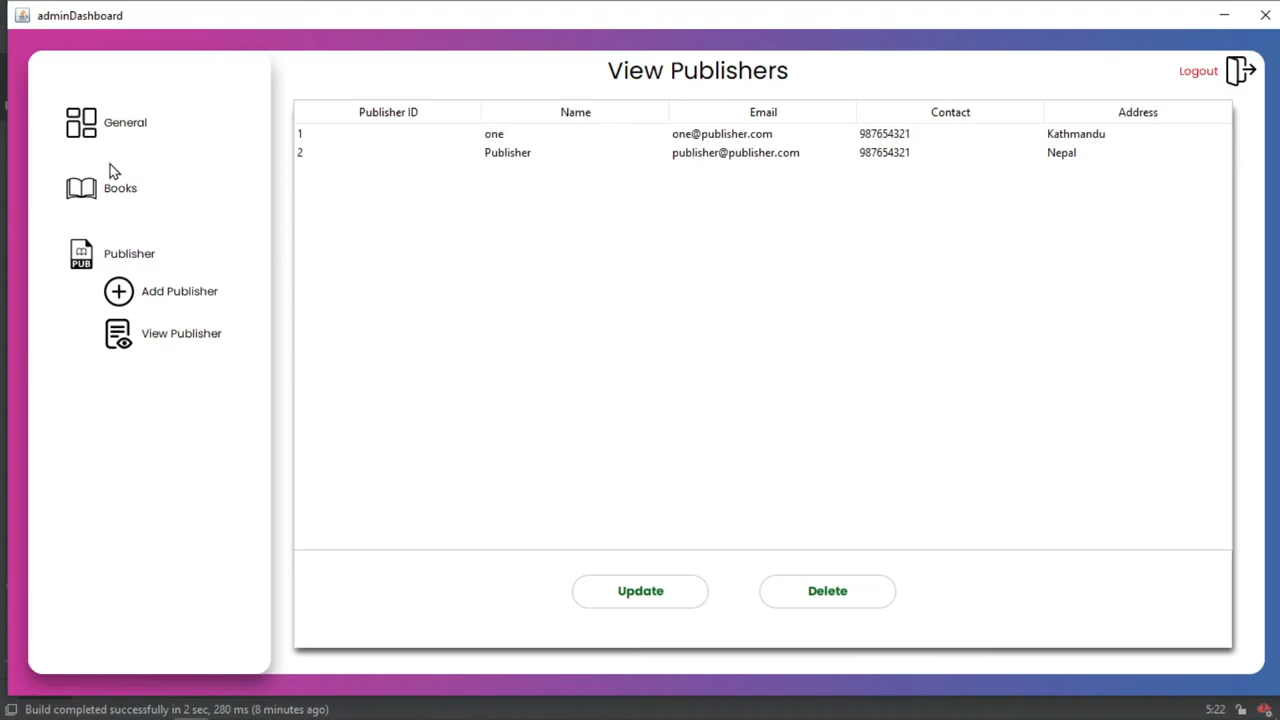 adminDashboard
View Publishers
Logout
General
Books
Publisher
PUB
Add Publisher
View Publisher
Publisher ID Name Email Contact Address
1 one one@publisher.com 987654321 Kathmandu
2 Publisher publisher@publisher.com 987654321 Nepal
Update Delete
Build completed successfully in 2 sec, 280 ms (8 minutes ago) 5:22